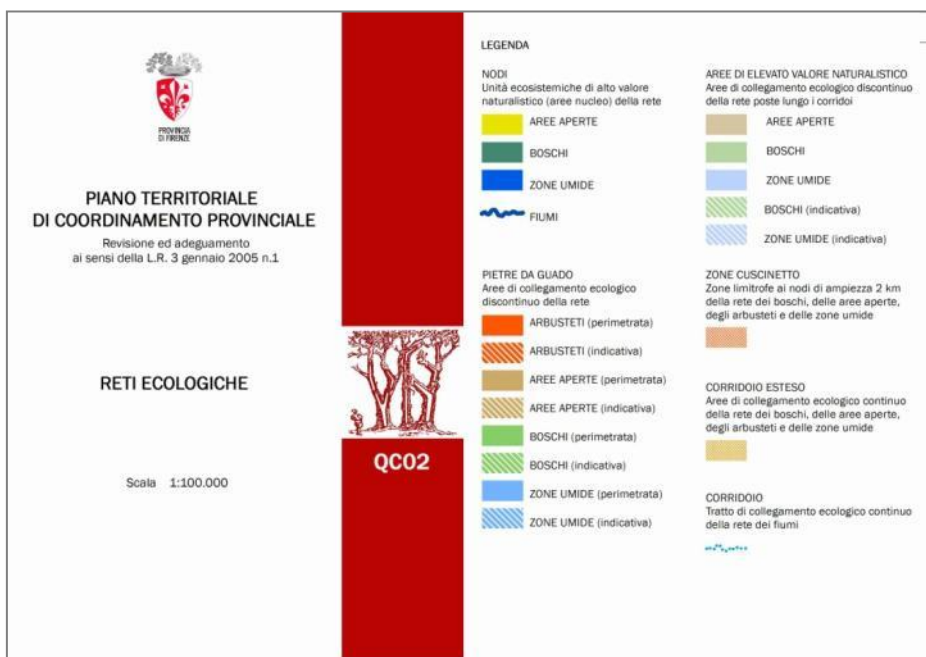 PROVINCIA
DI FIRENZE
PIANO TERRITORIALE
DI COORDINAMENTO PROVINCIALE
Revisione ed adeguamento
ai sensi della L.R. 3 gennaio 2005 n.1
RETI ECOLOGICHE
Scala 1:100.000
QC02
LEGENDA
NODI
Unità ecosistemiche di alto valore
naturalistico (aree nucleo) della rete
AREE APERTE
BOSCHI
ZONE UMIDE
FIUMI
PIETRE DA GUADO
Aree di collegamento ecologico
discontinuo della rete
ARBUSTETI (perimetrata)
ARBUSTETI (indicativa)
AREE APERTE (perimetrata)
AREE APERTE (indicativa)
BOSCHI (perimetrata)
BOSCHI (indicativa)
ZONE UMIDE (perimetrata)
ZONE UMIDE (indicativa)
AREE DI ELEVATO VALORE NATURALISTICO
Aree di collegamento ecologico discontinuo
della rete poste lungo i corridoi
AREE APERTE
BOSCHI
ZONE UMIDE
BOSCHI (indicativa)
ZONE UMIDE (indicativa)
ZONE CUSCINETTO
Zone limitrofe ai nodi di ampiezza 2 km
della rete dei boschi, delle aree aperte,
degli arbusteti e delle zone umide
CORRIDOIO ESTESO
Aree di collegamento ecologico continuo
della rete dei boschi, delle aree aperte,
degli arbusteti e delle zone umide
CORRIDOIO
Tratto di collegamento ecologico continuo
della rete dei fiumi